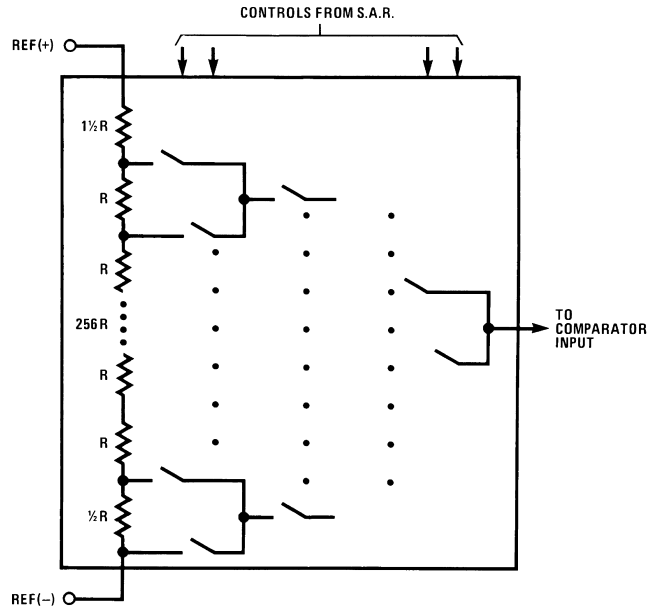 CONTROLS FROM S.A.R.
REF(+)
1½R
R
R
256R
R
R
½R
REF(−)
TO
COMPARATOR
INPUT